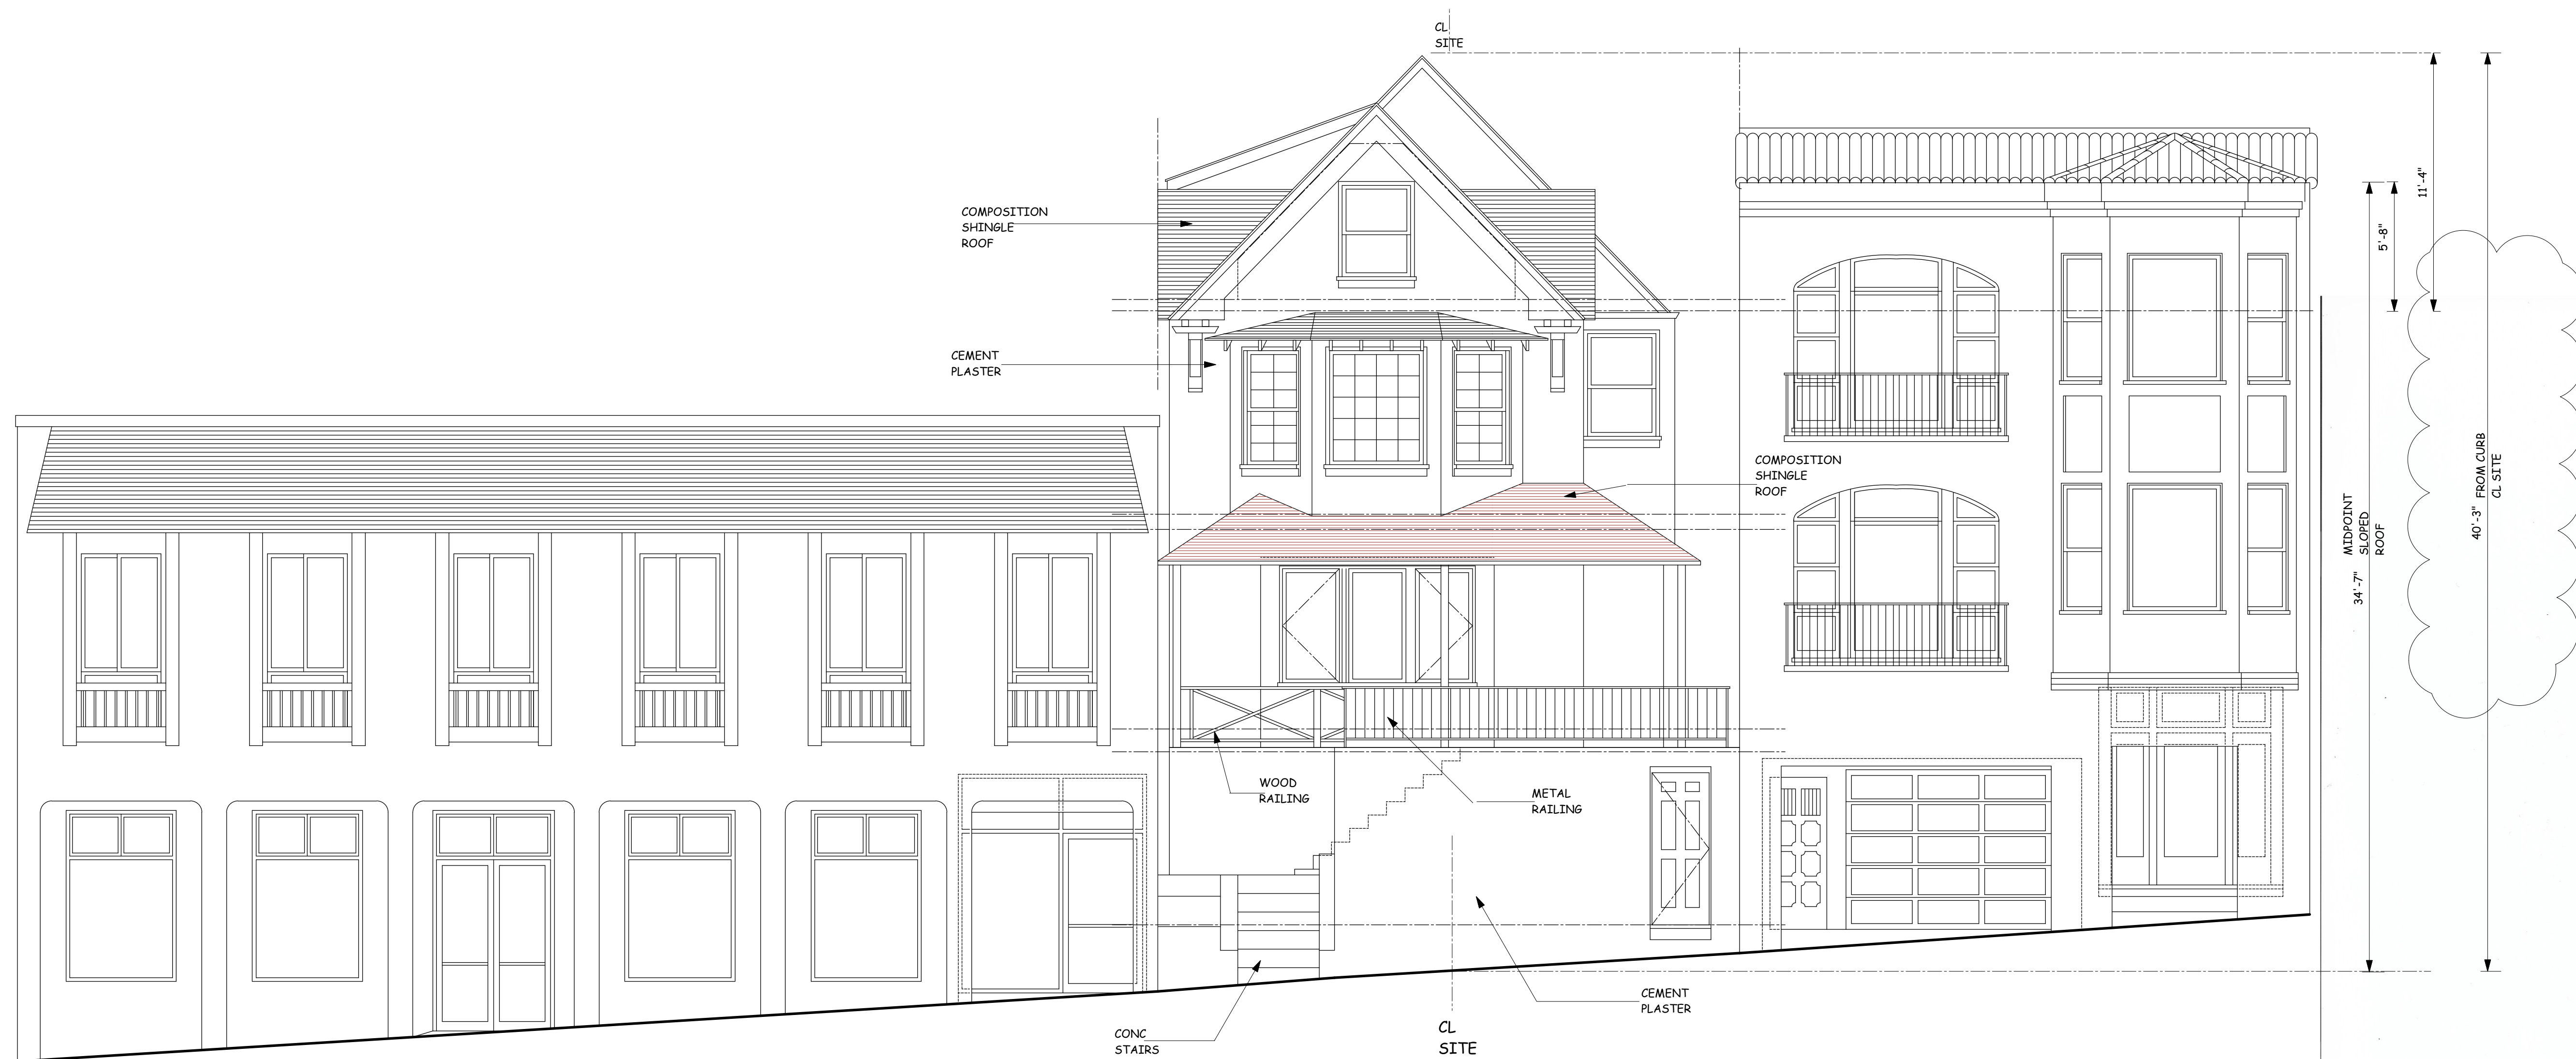 CL
SITE
COMPOSITION
SHINGLE
ROOF
11'-4"
5'-8"
CEMENT
PLASTER
COMPOSITION
SHINGLE
ROOF
40'-3" FROM CURB
CL SITE
MIDPOINT
SLOPED
ROOF
34'-7"
WOOD
RAILING
METAL
RAILING
CEMENT
PLASTER
CONC
STAIRS
CL
SITE